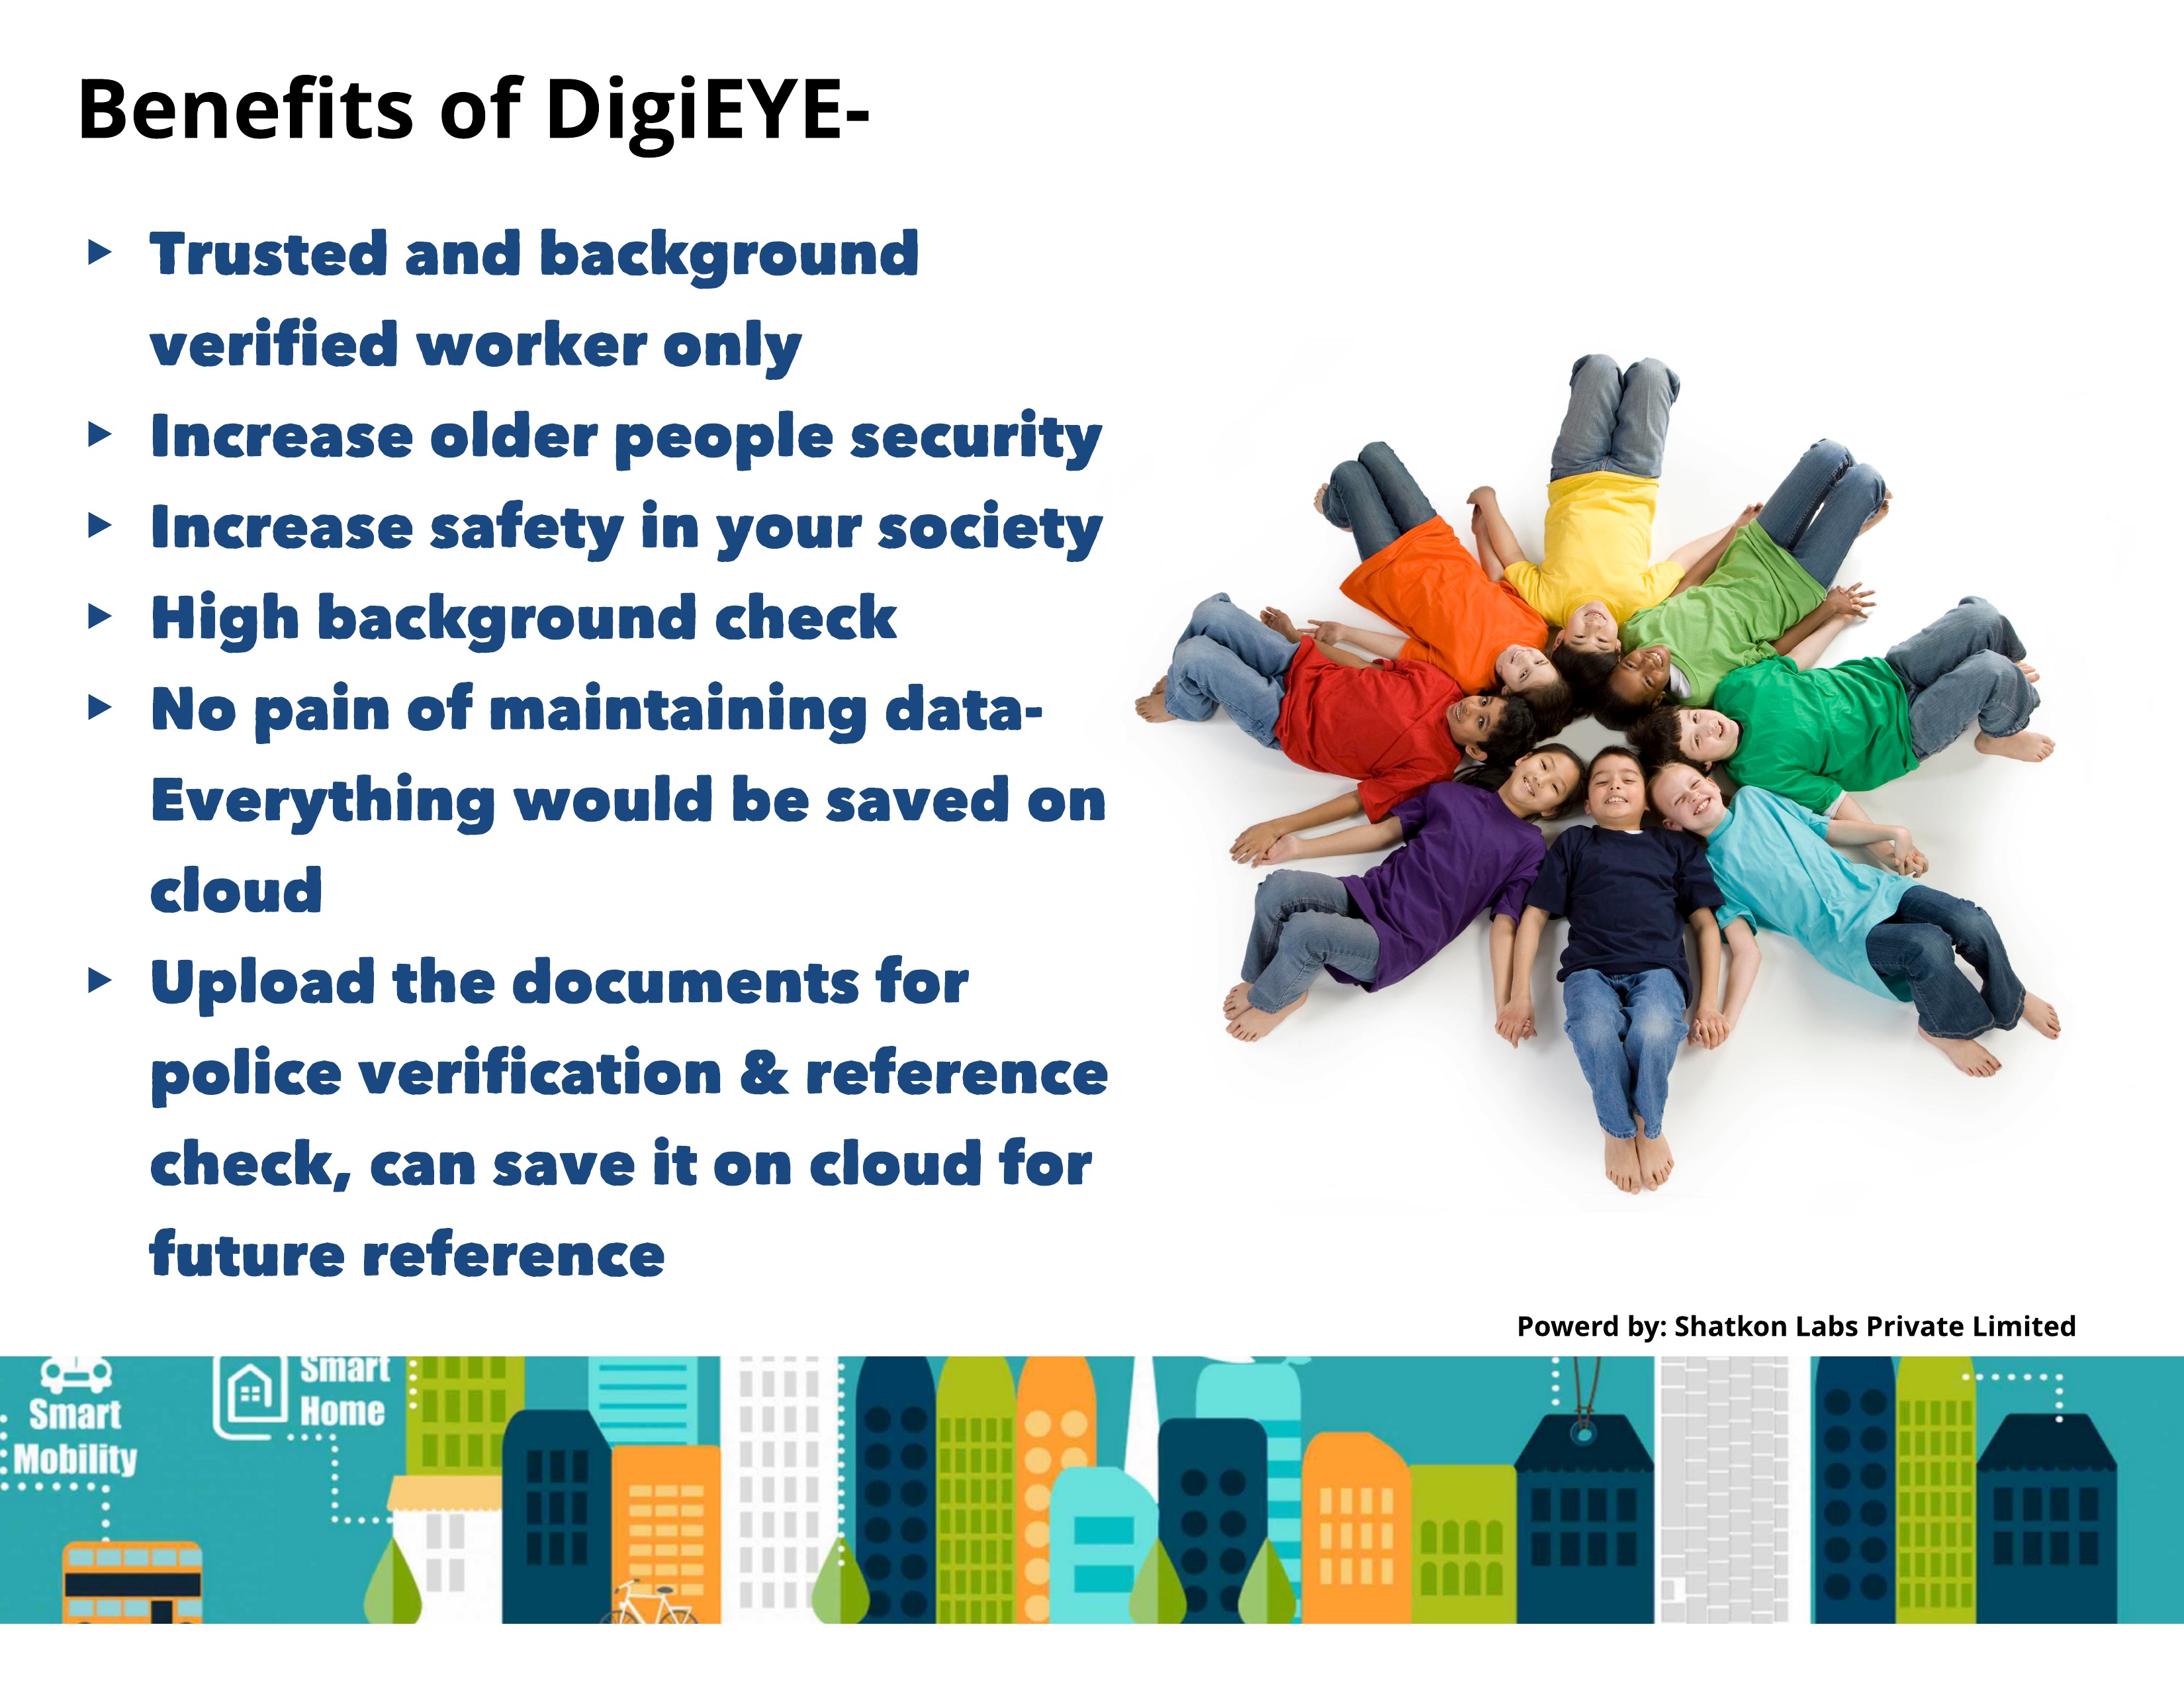 Benefits of DigiEYE-
‣ Trusted and background
verified worker only
‣ Increase older people security
‣ Increase safety in your society
‣ High background check
‣ No pain of maintaining data-
Everything would be saved on
cloud
‣ Upload the documents for
police verification & reference
check, can save it on cloud for
future reference
Powerd by: Shatkon Labs Private Limited
Smart
Mobility
Smart
Home